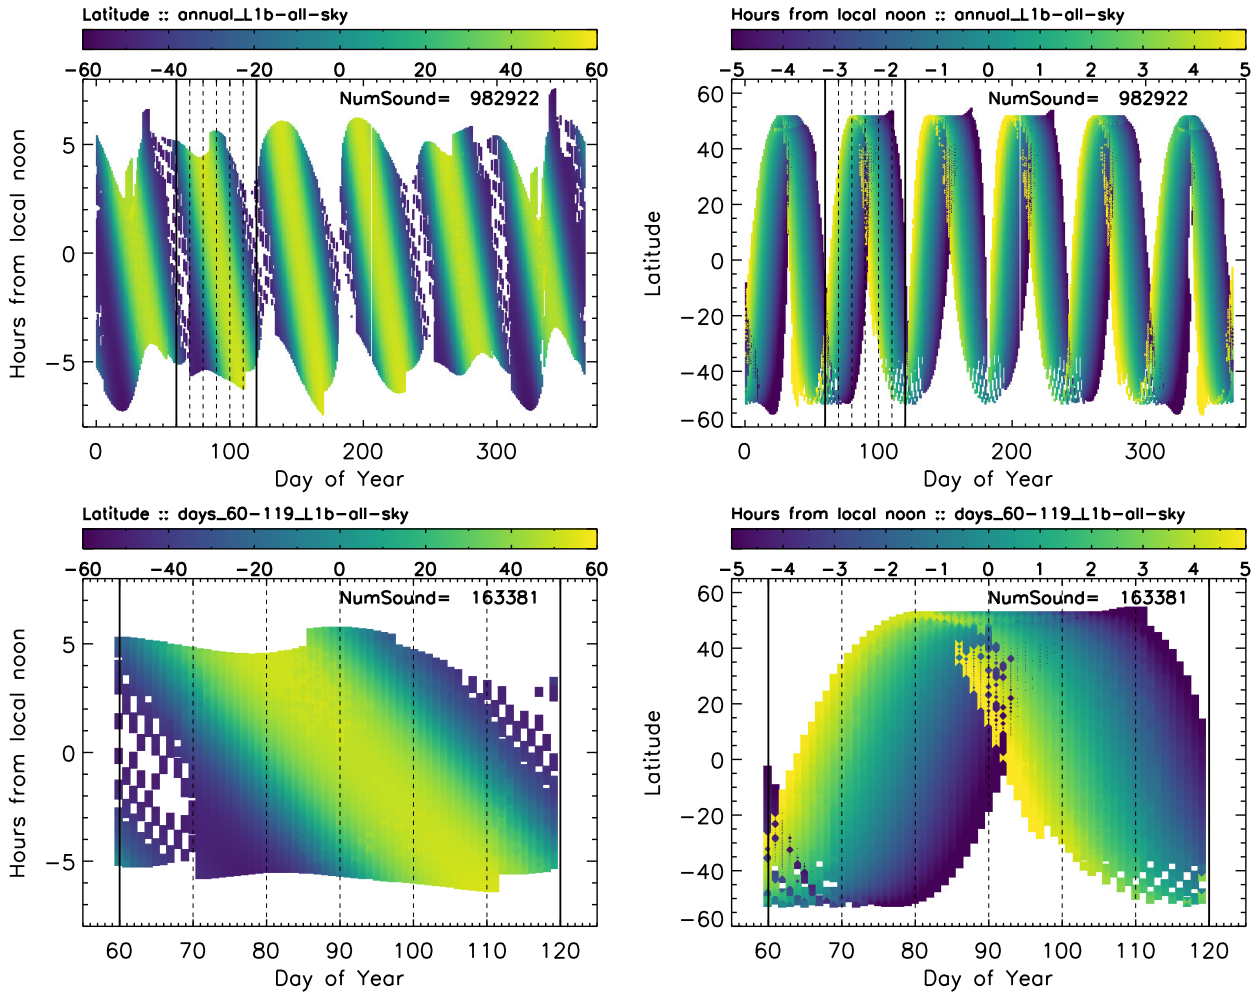 Latitude :: annual_L1b-all-sky
-60 -40 -20 0 20 40 60
NumSound= 982922
5
0
-5
Hours from local noon
0 100 200 300
Day of Year
Hours from local noon :: annual_L1b-all-sky
-5 -4 -3 -2 -1 0 1 2 3 4 5
NumSound= 982922
60
40
20
0
-20
-40
-60
Latitude
0 100 200 300
Day of Year
Latitude :: days_60-119_L1b-all-sky
-60 -40 -20 0 20 40 60
NumSound= 163381
5
0
-5
Hours from local noon
60 70 80 90 100 110 120
Day of Year
Hours from local noon :: days_60-119_L1b-all-sky
-5 -4 -3 -2 -1 0 1 2 3 4 5
NumSound= 163381
60
40
20
0
-20
-40
-60
Latitude
60 70 80 90 100 110 120
Day of Year